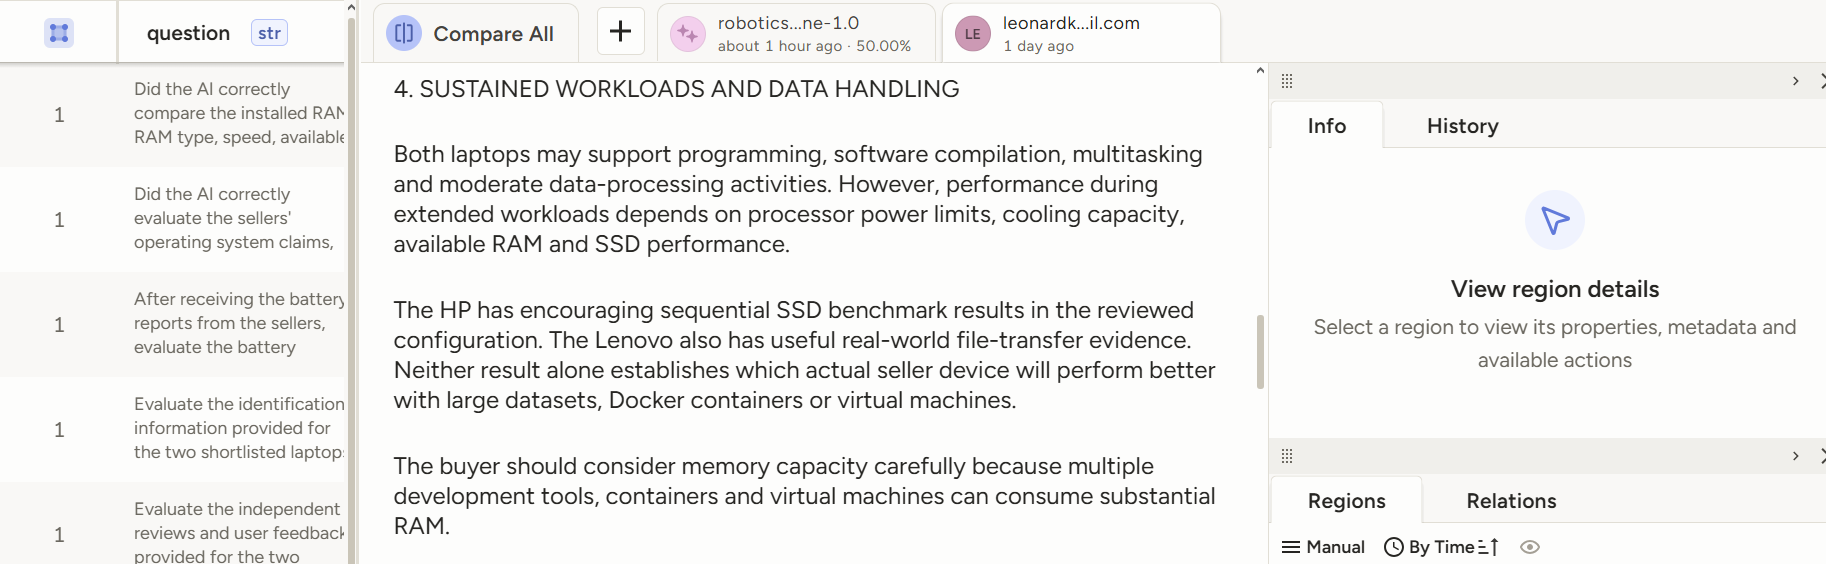 question str
1
Did the AI correctly
compare the installed RAM
RAM type, speed, available
1
Did the AI correctly
evaluate the sellers'
operating system claims,
1
After receiving the battery
reports from the sellers,
evaluate the battery
1
Evaluate the identification
information provided for
the two shortlisted laptop
1
Evaluate the independent
reviews and user feedback
provided for the two
Compare All
+
robotics...ne-1.0
about 1 hour ago · 50.00%
LE
leonardk...il.com
1 day ago
4. SUSTAINED WORKLOADS AND DATA HANDLING
Both laptops may support programming, software compilation, multitasking
and moderate data-processing activities. However, performance during
extended workloads depends on processor power limits, cooling capacity,
available RAM and SSD performance.
The HP has encouraging sequential SSD benchmark results in the reviewed
configuration. The Lenovo also has useful real-world file-transfer evidence.
Neither result alone establishes which actual seller device will perform better
with large datasets, Docker containers or virtual machines.
The buyer should consider memory capacity carefully because multiple
development tools, containers and virtual machines can consume substantial
RAM.
Info History
View region details
Select a region to view its properties, metadata and
available actions
Regions Relations
Manual By Time